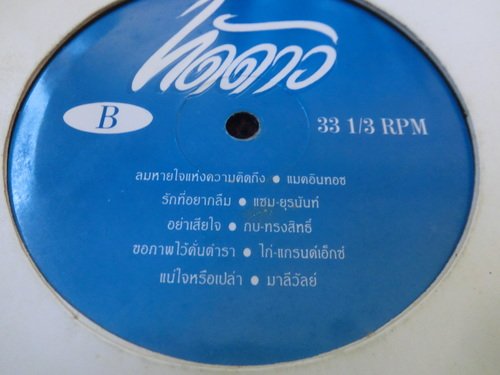 ทัดดาว
B
33 1/3 RPM
ลมหายใจแห่งความคิดถึง ● แมคอินทอช
รักที่อยากลืม ● แซม-ยุรนันท์
อย่าเสียใจ ● กบ-ทรงสิทธิ์
ขอภาพไว้คั่นตำรา ● ไก่-แกรนด์เอ็กซ์
แน่ใจหรือเปล่า ● มาลีวัลย์